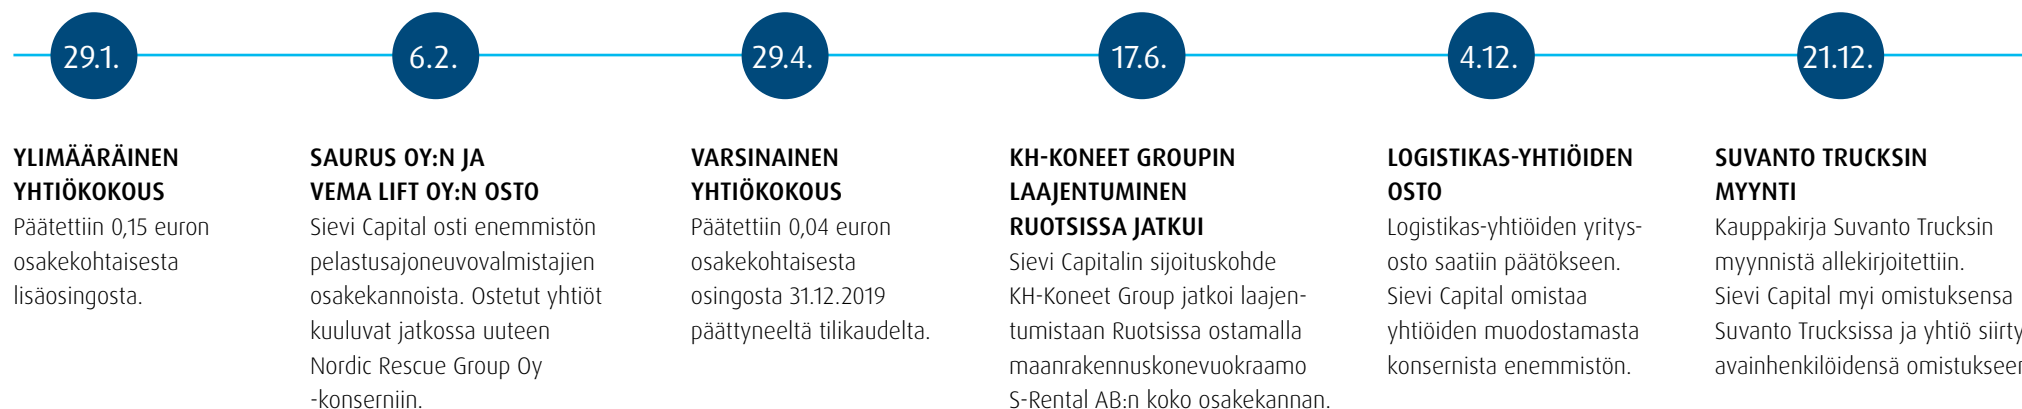 29.1.
YLIMÄÄRÄINEN
YHTIÖKOKOUS
Päätettiin 0,15 euron
osakekohtaisesta
lisäosingosta.
6.2.
SAURUS OY:N JA
VEMA LIFT OY:N OSTO
Sievi Capital osti enemmistön
pelastusajoneuvovalmistajien
osakekannoista. Ostetut yhtiöt
kuuluvat jatkossa uuteen
Nordic Rescue Group Oy
-konserniin.
29.4.
VARSINAINEN
YHTIÖKOKOUS
Päätettiin 0,04 euron
osakekohtaisesta
osingosta 31.12.2019
päättyneeltä tilikaudelta.
17.6.
KH-KONEET GROUPIN
LAAJENTUMINEN
RUOTSISSA JATKUI
Sievi Capitalin sijoituskohde
KH-Koneet Group jatkoi laajen-
tumistaan Ruotsissa ostamalla
maanrakennuskonevuokraamo
S-Rental AB:n koko osakekannan.
4.12.
LOGISTIKAS-YHTIÖIDEN
OSTO
Logistikas-yhtiöiden yritys-
osto saatiin päätökseen.
Sievi Capital omistaa
yhtiöiden muodostamasta
konsernista enemmistön.
21.12.
SUVANTO TRUCKSIN
MYYNTI
Kauppakirja Suvanto Trucksin
myynnistä allekirjoitettiin.
Sievi Capital myi omistuksensa
Suvanto Trucksissa ja yhtiö siirty
avainhenkilöidensä omistukseen